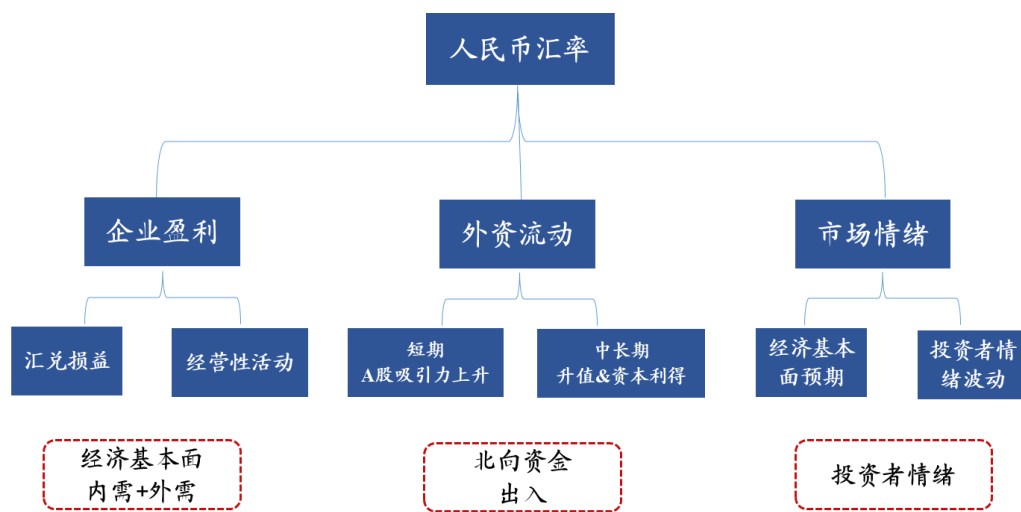 人民币汇率
企业盈利
外资流动
市场情绪
汇兑损益
经营性活动
短期
A股吸引力上升
中长期
升值&资本利得
经济基本
面预期
投资者情
绪波动
经济基本面
内需+外需
北向资金
出入
投资者情绪